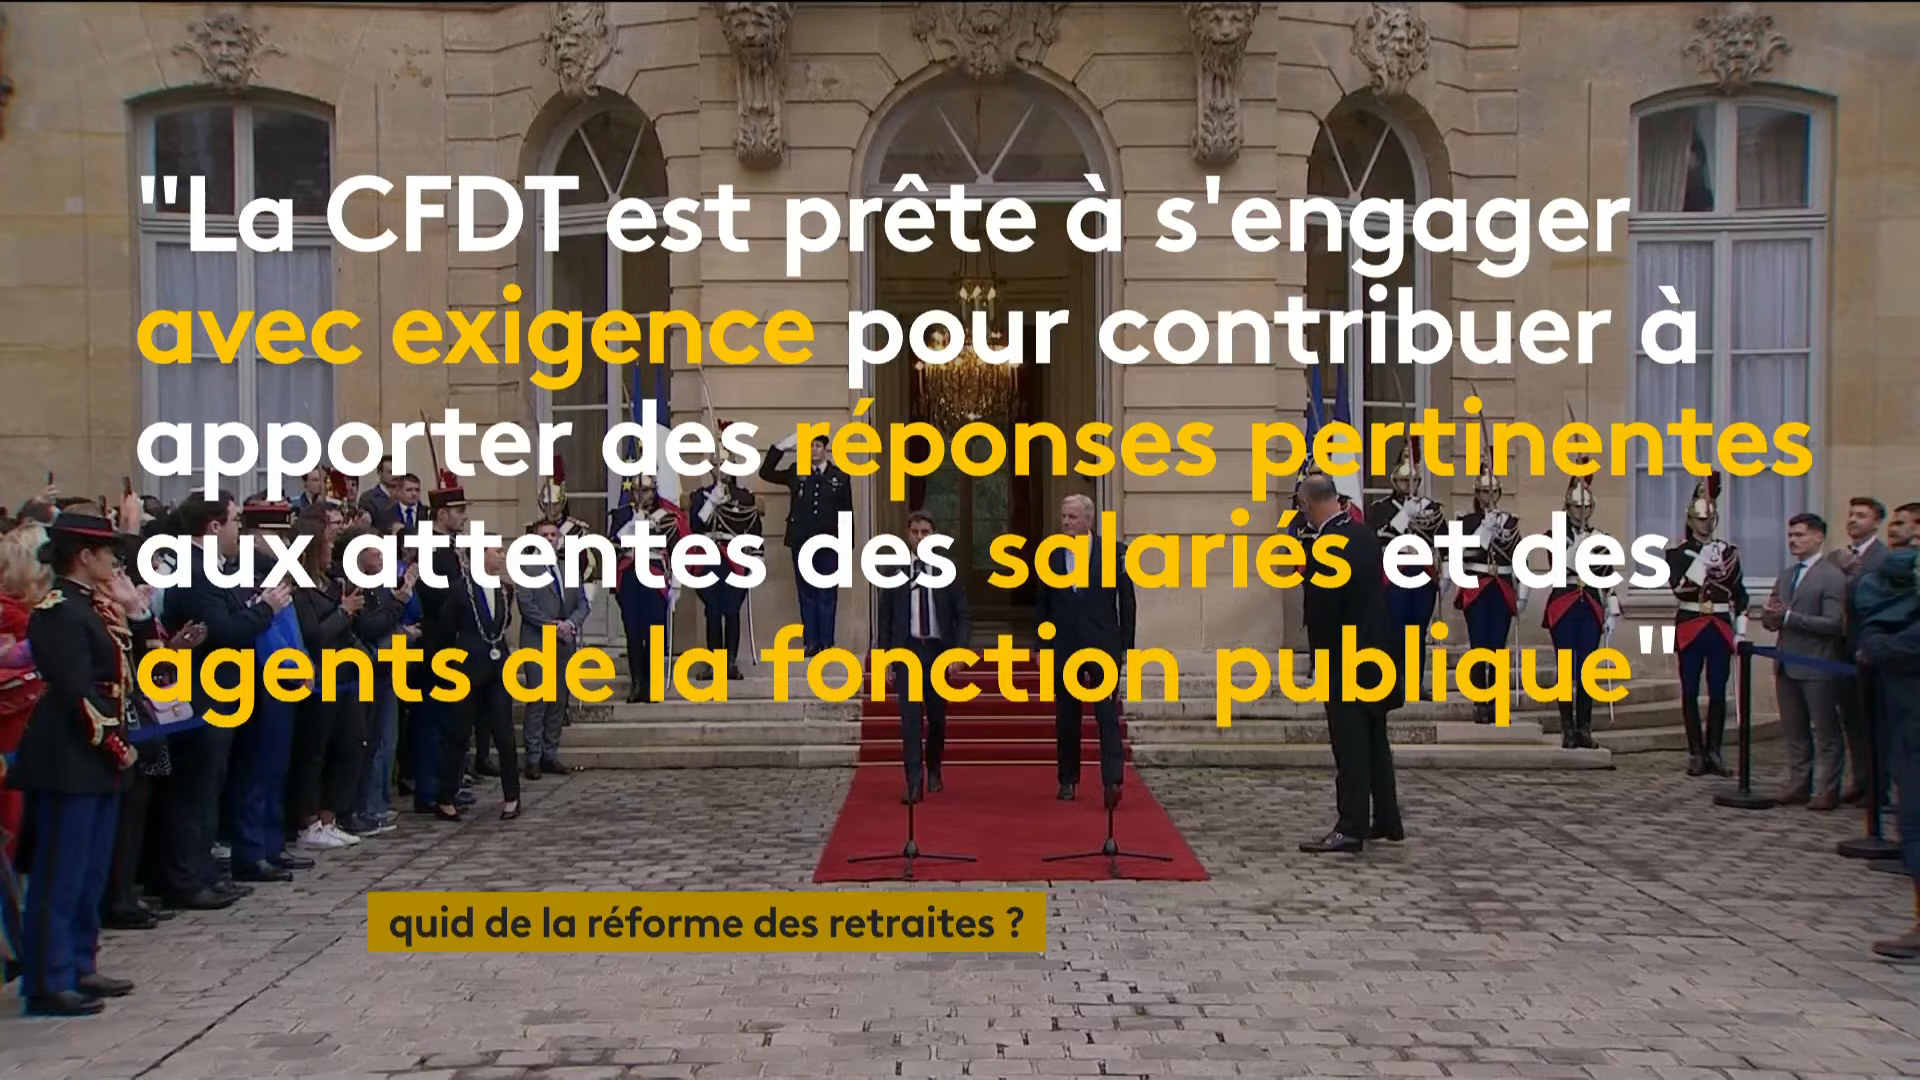 "La CFDT est prête à s'engager
avec exigence pour contribuer à
apporter des réponses pertinentes
aux attentes des salariés et des
agents de la fonction publique"
quid de la réforme des retraites ?